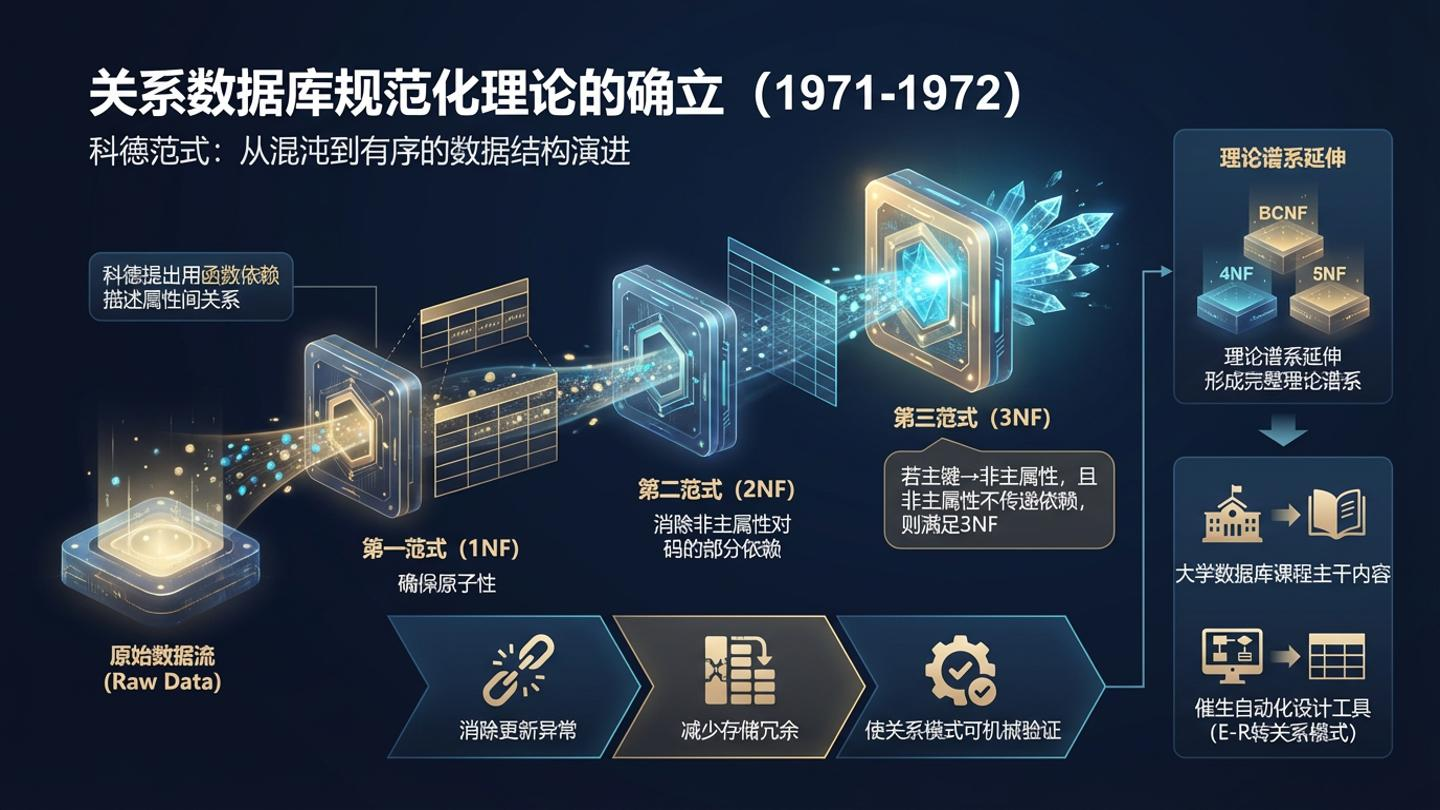 关系数据库规范化理论的确立（1971-1972）
科德范式：从混沌到有序的数据结构演进
科德提出用函数依赖
描述属性间关系
原始数据流
(Raw Data)
第一范式（1NF）
确保原子性
第二范式（2NF）
消除非主属性对
码的部分依赖
第三范式（3NF）
若主键→非主属性，且
非主属性不传递依赖，
则满足3NF
消除更新异常
减少存储冗余
使关系模式可机械验证
理论谱系延伸
BCNF
4NF
5NF
理论谱系延伸
形成完整理论谱系
大学数据库课程主干内容
催生自动化设计工具
（E-R转关系模式）